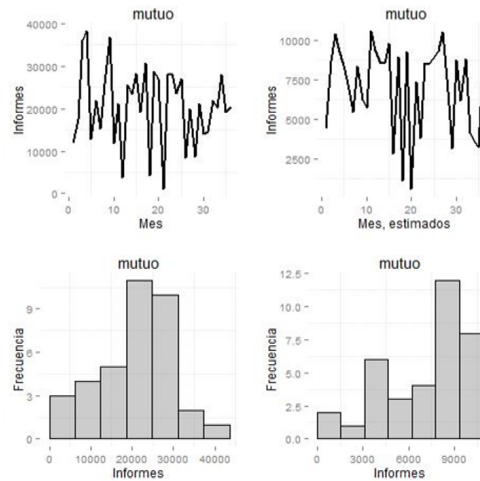 mutuo
40000
30000
20000
10000
0
Informes
0 10 20 30
Mes
mutuo
10000
7500
5000
2500
Informes
0 10 20 30
Mes, estimados
mutuo
9
6
3
0
Frecuencia
0 10000 20000 30000 40000
Informes
mutuo
12.5
10.0
7.5
5.0
2.5
0.0
Frecuencia
0 3000 6000 9000
Informes